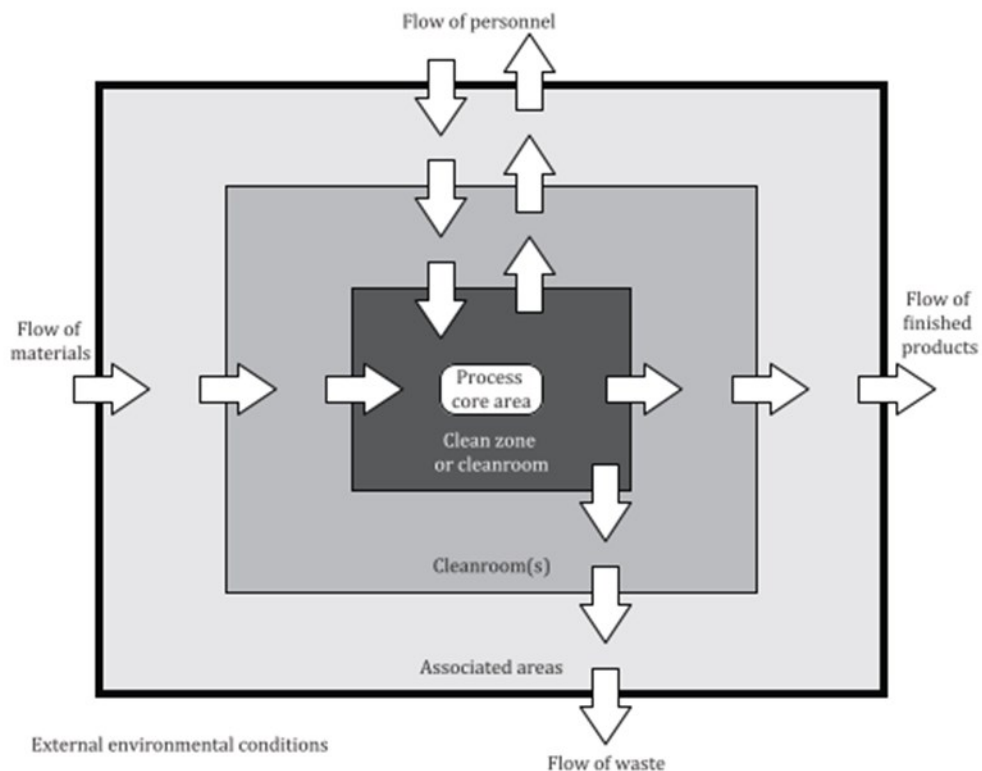 Flow of personnel
Flow of
materials
Flow of
finished
products
Process
core area
Clean zone
or cleanroom
Cleanroom(s)
Associated areas
External environmental conditions
Flow of waste